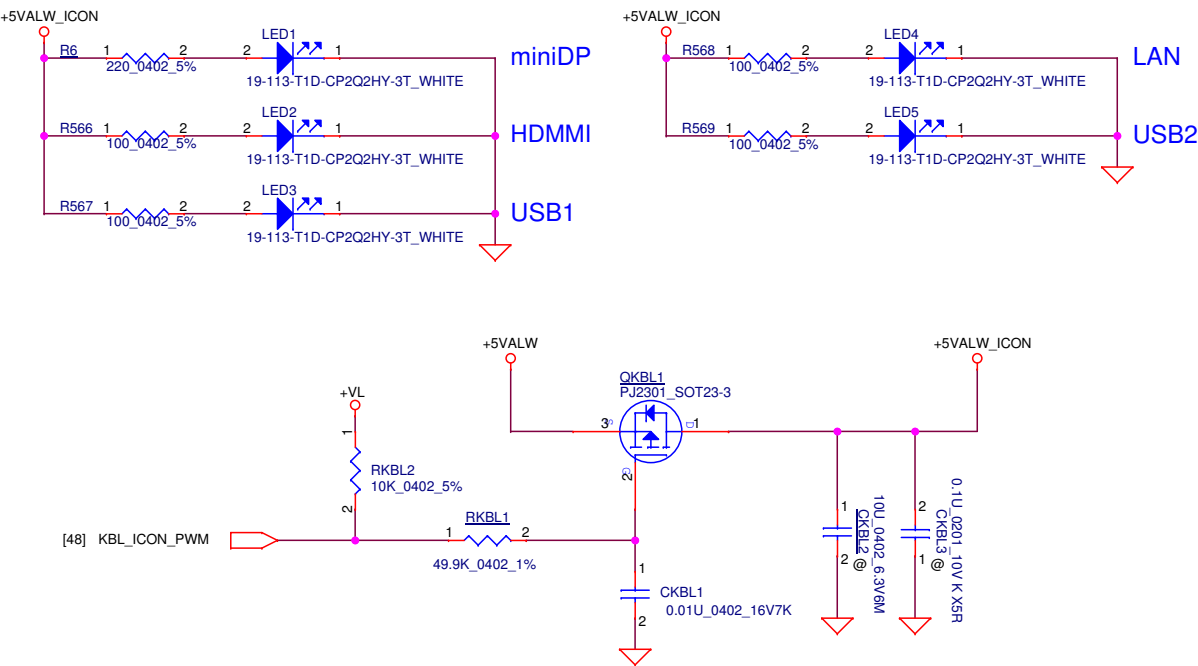 +5VALW_ICON
R6 1 2 2 LED1 1 miniDP
220_0402_5%
19-113-T1D-CP2Q2HY-3T_WHITE
R566 1 2 2 LED2 1 HDMMI
100_0402_5%
19-113-T1D-CP2Q2HY-3T_WHITE
R567 1 2 2 LED3 1 USB1
100_0402_5%
19-113-T1D-CP2Q2HY-3T_WHITE
+5VALW_ICON
R568 1 2 2 LED4 1 LAN
100_0402_5%
19-113-T1D-CP2Q2HY-3T_WHITE
R569 1 2 2 LED5 1 USB2
100_0402_5%
19-113-T1D-CP2Q2HY-3T_WHITE
+5VALW
+5VALW_ICON
QKBL1
PJ2301_SOT23-3
3 S D 1
G
2
+VL
1
RKBL2
10K_0402_5%
2
[48] KBL_ICON_PWM
RKBL1
1 2
49.9K_0402_1%
1
CKBL1
0.01U_0402_16V7K
2
1
10U_0402_6.3V6M
CKBL2
2 @
2
0.1U_0201_10V K X5R
CKBL3
1 @